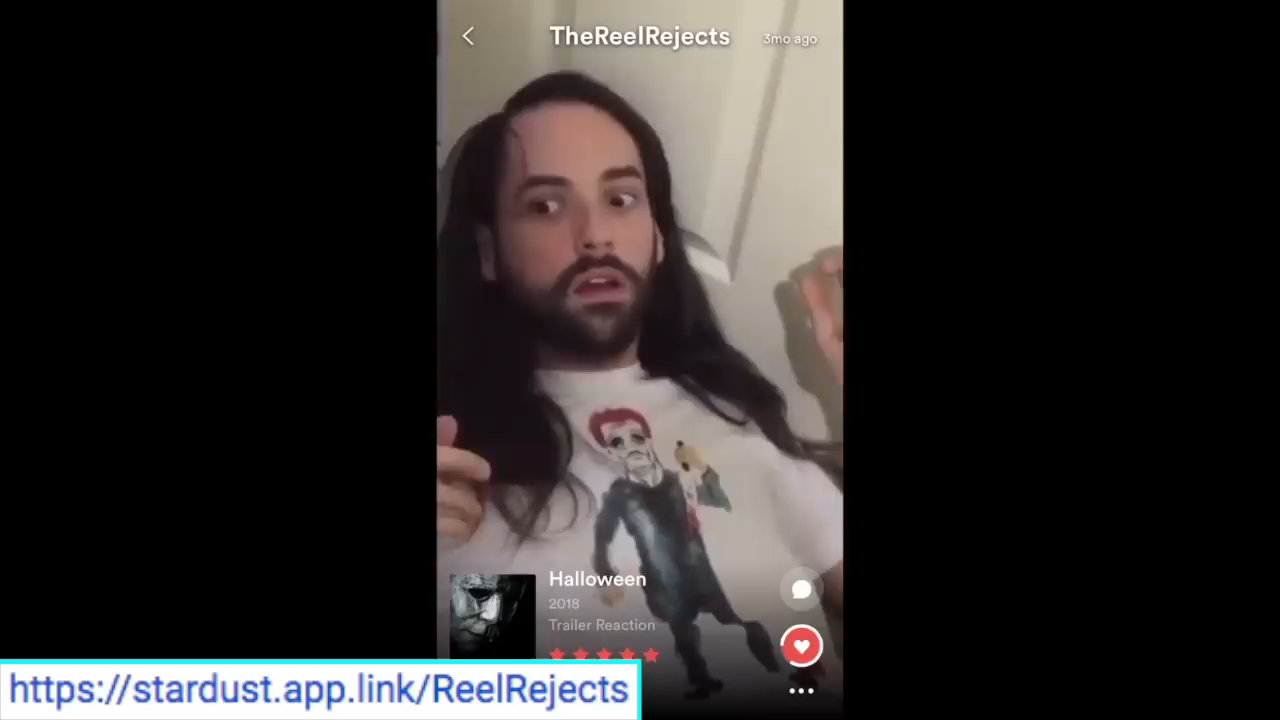 TheReelRejects
3mo ago
Halloween
2018
Trailer Reaction
https://stardust.app.link/ReelRejects